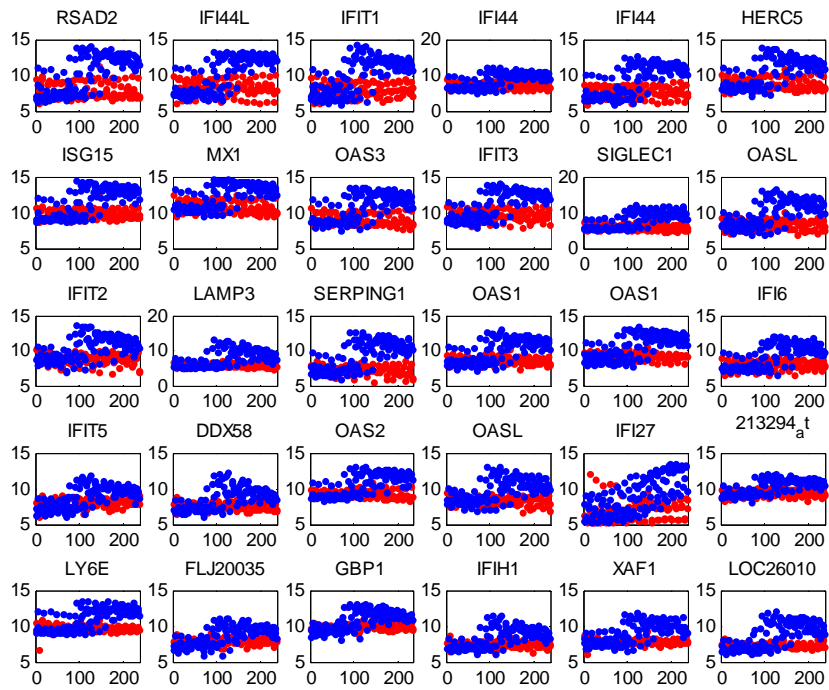 RSAD2 IFI44L IFIT1 IFI44 IFI44 HERC5
15 15 15 20 15 15
10 10 10 10 10 10
5 5 5 0 5 5
0 100 200 0 100 200 0 100 200 0 100 200 0 100 200 0 100 200
ISG15 MX1 OAS3 IFIT3 SIGLEC1 OASL
15 15 15 15 20 15
10 10 10 10 10 10
5 5 5 5 0 5
0 100 200 0 100 200 0 100 200 0 100 200 0 100 200 0 100 200
IFIT2 LAMP3 SERPING1 OAS1 OAS1 IFI6
15 20 15 15 15 15
10 10 10 10 10 10
5 0 5 5 5 5
0 100 200 0 100 200 0 100 200 0 100 200 0 100 200 0 100 200
IFIT5 DDX58 OAS2 OASL IFI27 213294at
15 15 15 15 15 15
10 10 10 10 10 10
5 5 5 5 5 5
0 100 200 0 100 200 0 100 200 0 100 200 0 100 200 0 100 200
LY6E FLJ20035 GBP1 IFIH1 XAF1 LOC26010
15 15 15 15 15 15
10 10 10 10 10 10
5 5 5 5 5 5
0 100 200 0 100 200 0 100 200 0 100 200 0 100 200 0 100 200